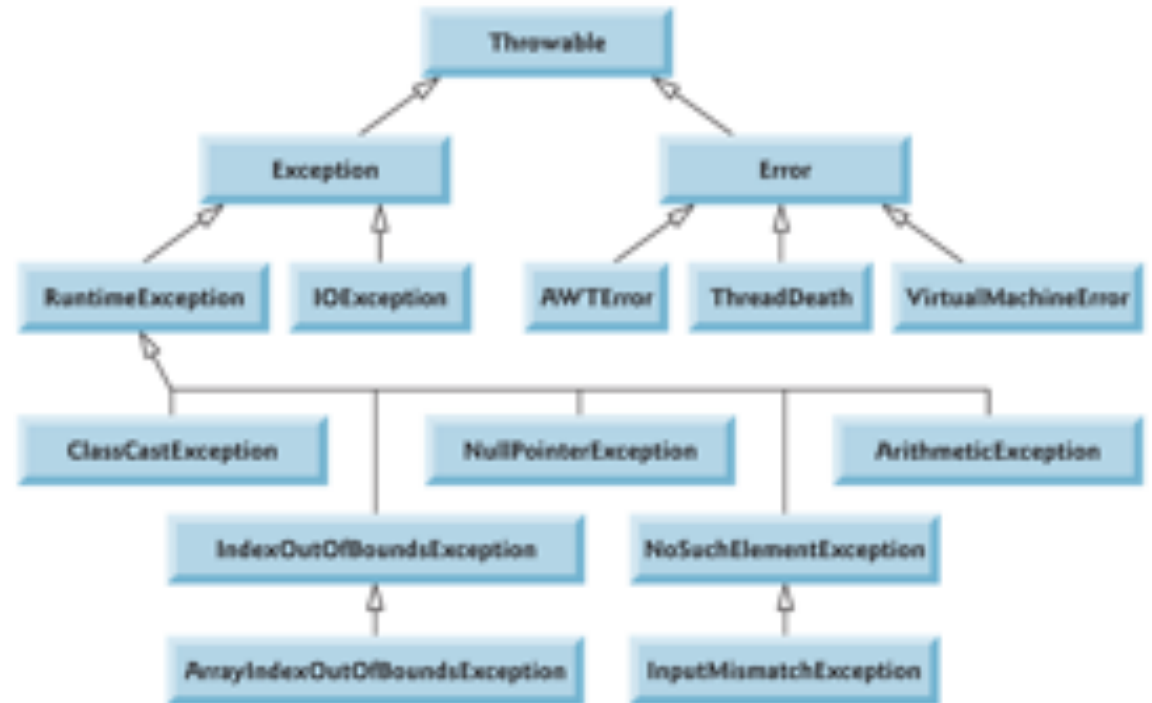 Throwable
Exception
Error
RuntimeException
IOException
AWTError
ThreadDeath
VirtualMachineError
ClassCastException
NullPointerException
ArithmeticException
IndexOutOfBoundsException
NoSuchElementException
ArrayIndexOutOfBoundsException
InputMismatchException